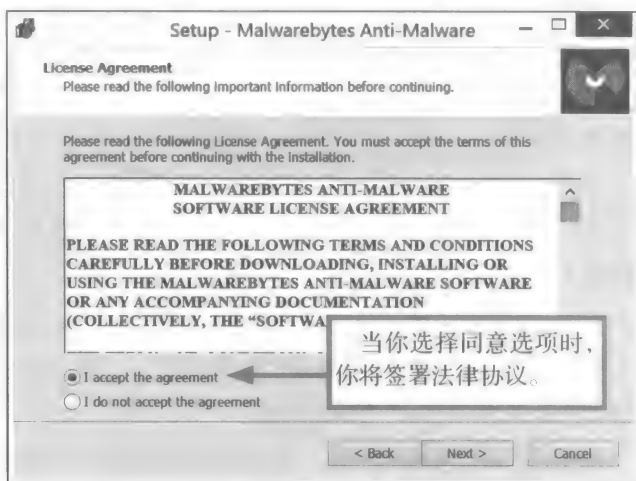 Setup - Malwarebytes Anti-Malware
License Agreement
Please read the following important information before continuing.
Please read the following License Agreement. You must accept the terms of this
agreement before continuing with the installation.
MALWAREBYTES ANTI-MALWARE
SOFTWARE LICENSE AGREEMENT
PLEASE READ THE FOLLOWING TERMS AND CONDITIONS
CAREFULLY BEFORE DOWNLOADING, INSTALLING OR
USING THE MALWAREBYTES ANTI-MALWARE SOFTWARE
OR ANY ACCOMPANYING DOCUMENTATION
(COLLECTIVELY, THE “SOFTWA
当你选择同意选项时，
你将签署法律协议。
I accept the agreement
I do not accept the agreement
< Back
Next >
Cancel